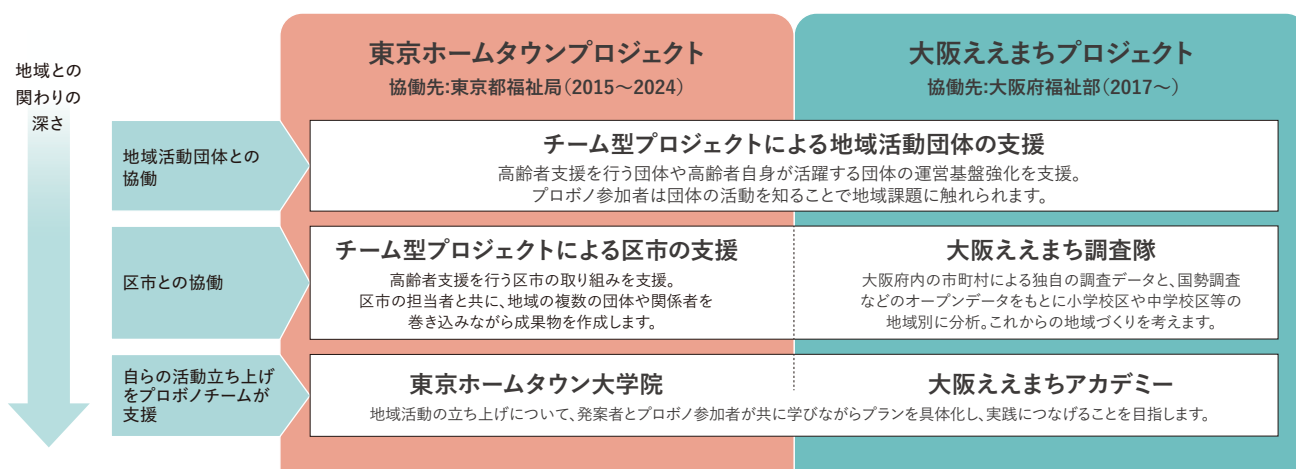 地域との
関わりの
深さ
東京ホームタウンプロジェクト
協働先:東京都福祉局(2015〜2024)
大阪ええまちプロジェクト
協働先:大阪府福祉部(2017〜)
地域活動団体との
協働
チーム型プロジェクトによる地域活動団体の支援
高齢者支援を行う団体や高齢者自身が活躍する団体の運営基盤強化を支援。
プロボノ参加者は団体の活動を知ることで地域課題に触れられます。
区市との協働
チーム型プロジェクトによる区市の支援
高齢者支援を行う区市の取り組みを支援。
区市の担当者と共に、地域の複数の団体や関係者を
巻き込みながら成果物を作成します。
大阪ええまち調査隊
大阪府内の市町村による独自の調査データと、国勢調査
などのオープンデータをもとに小学校区や中学校区等の
地域別に分析。これからの地域づくりを考えます。
自らの活動立ち上げ
をプロボノチームが
支援
東京ホームタウン大学院
大阪ええまちアカデミー
地域活動の立ち上げについて、発案者とプロボノ参加者が共に学びながらプランを具体化し、実践につなげることを目指します。